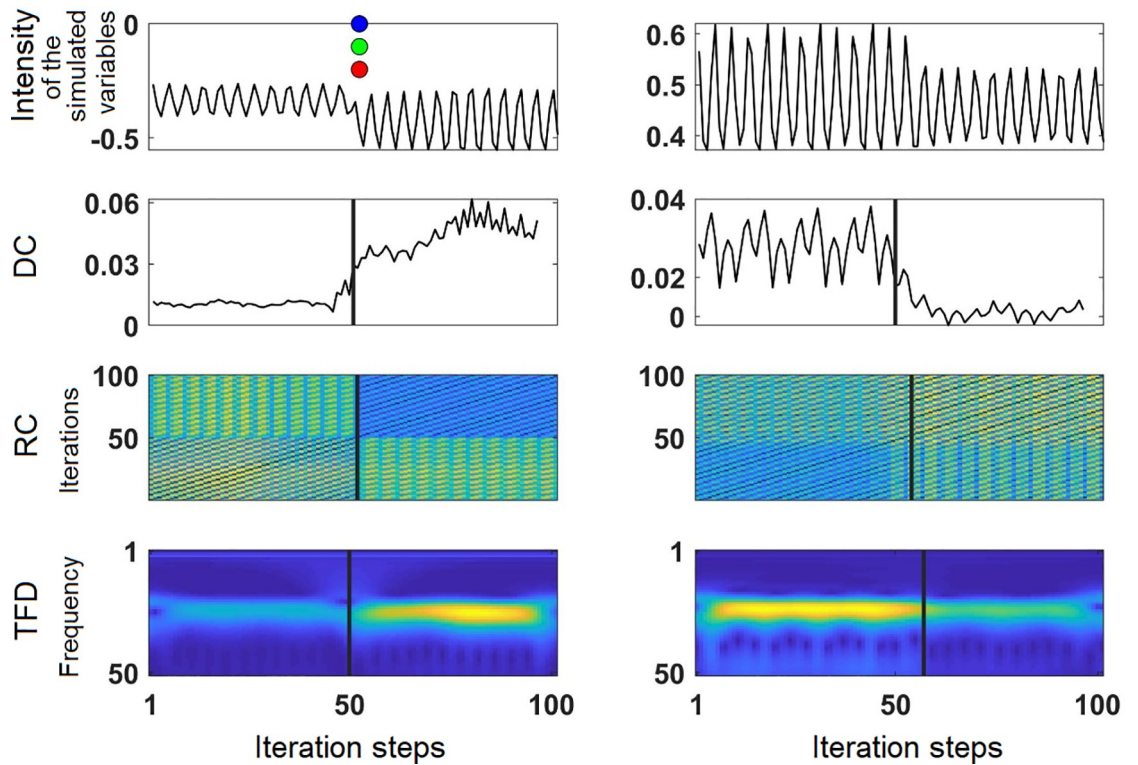 Intensity
of the
simulated
variables
0
-0.5
0.6
0.5
0.4
DC
0.06
0.03
0
0.04
0.02
0
RC
Iterations
100
50
100
50
TFD
Frequency
1
50
1
50
1
50
100
1
50
100
Iteration steps
Iteration steps